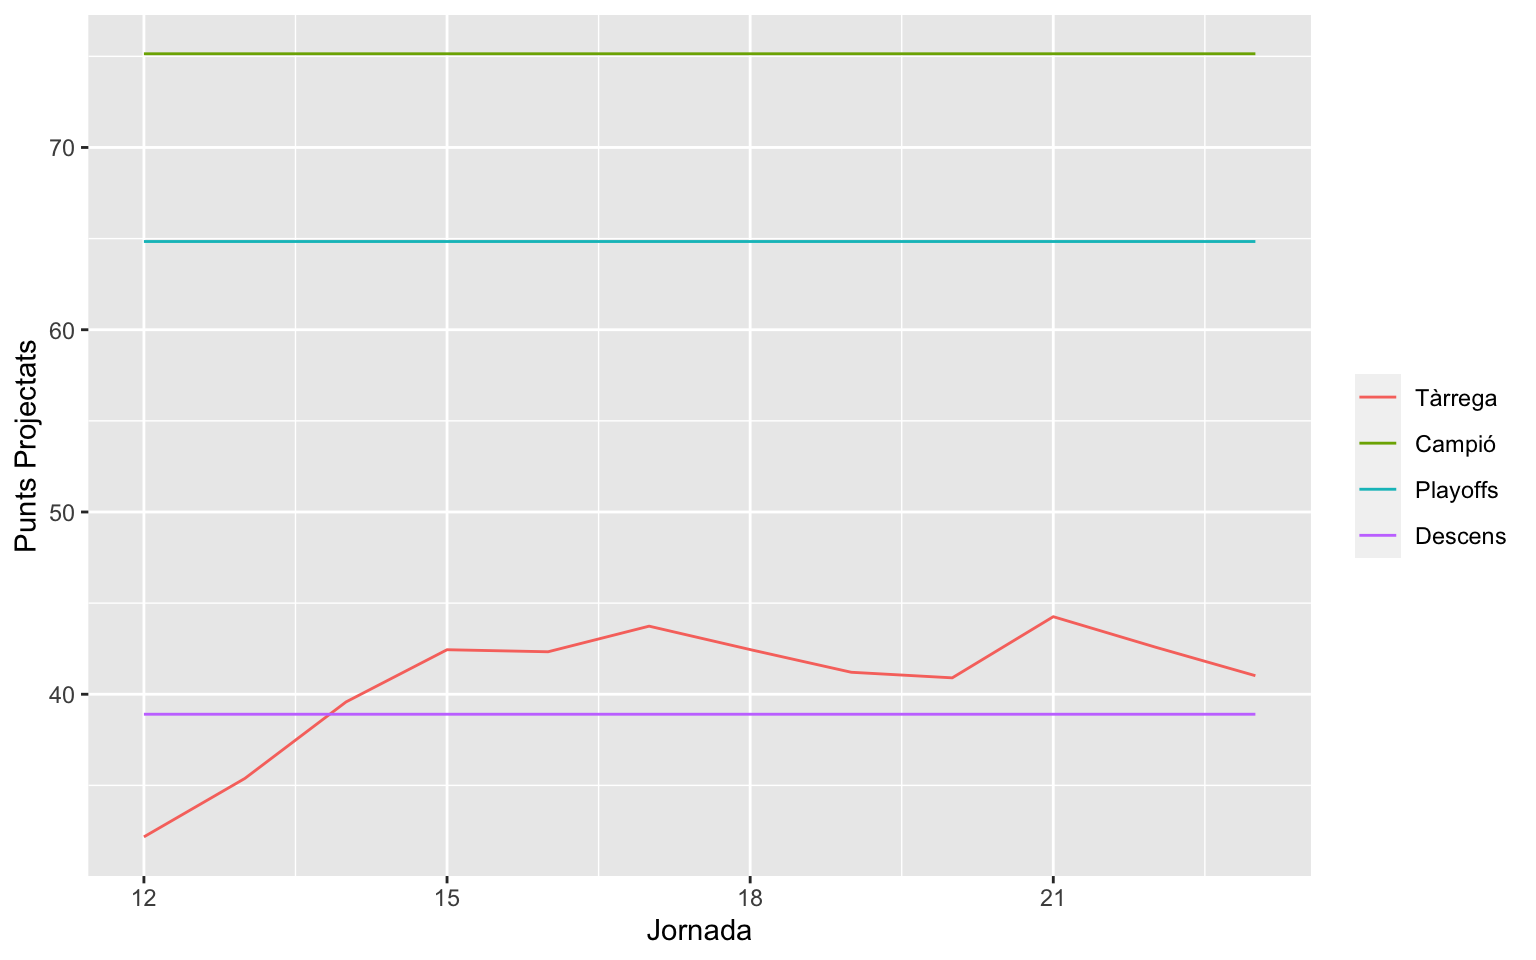 Punts Projectats
70
60
50
40
12
15
18
21
Jornada
Tàrrega
Campió
Playoffs
Descens